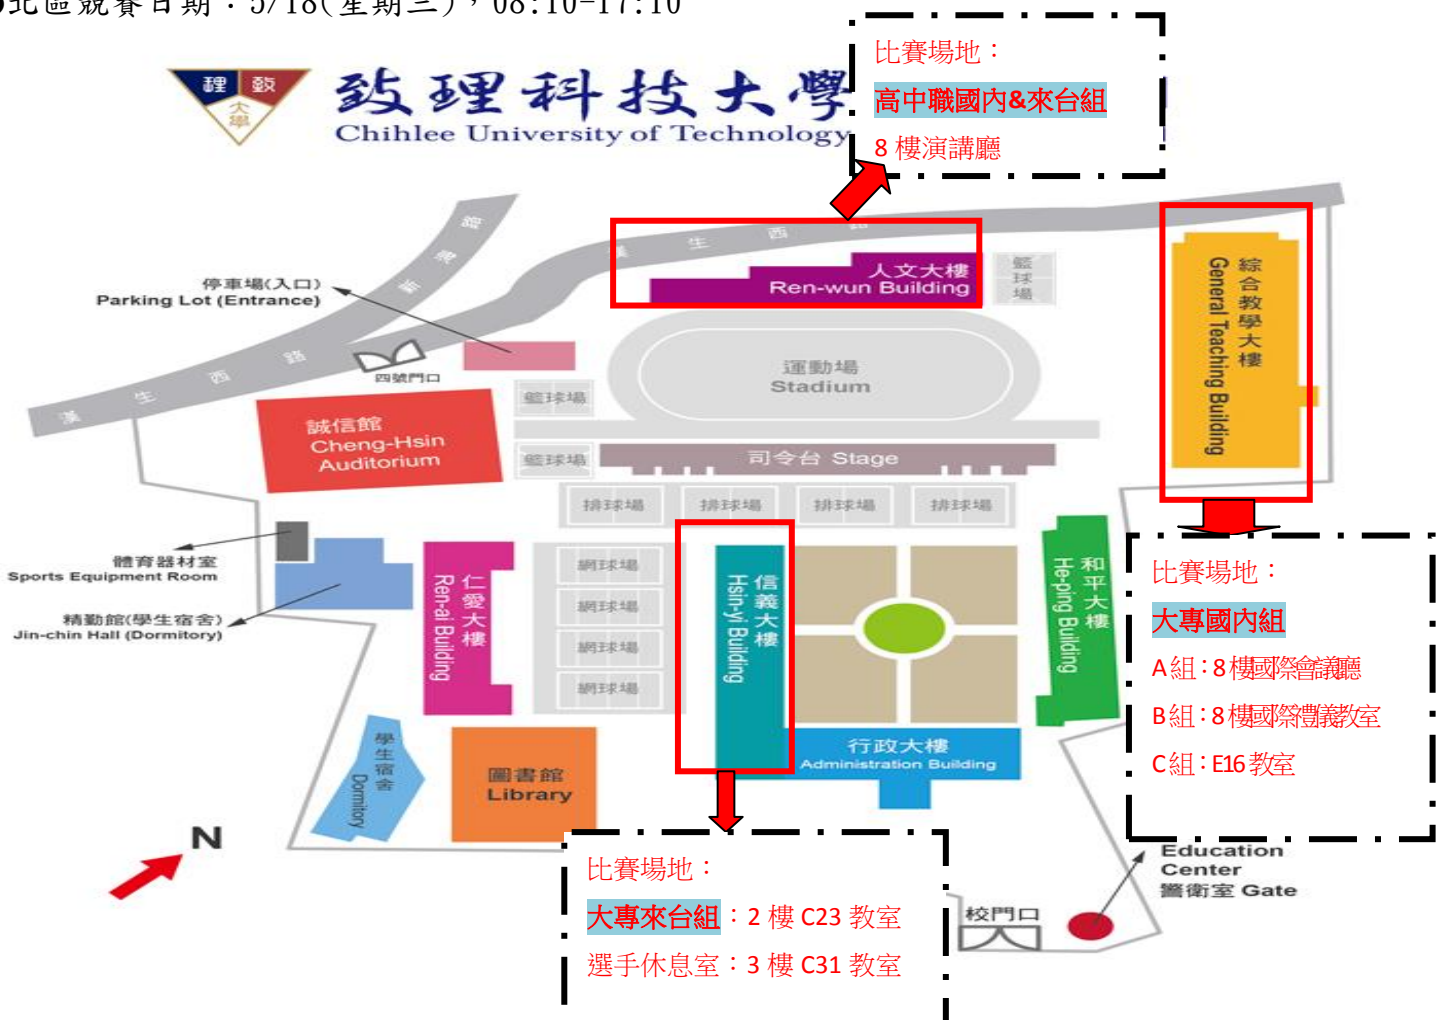 北區競賽日期：5/18(星期三)，08:10-17:10
理 致
大學
致理科技大學
Chihlee University of Technology
比賽場地：
高中職國內&來台組
8 樓演講廳
漢生西路
停車場(入口)
Parking Lot (Entrance)
四號門口
漢生西路
人文大樓
Ren-wun Building
籃球場
綜合教學大樓
General Teaching Building
運動場
Stadium
籃球場
誠信館
Cheng-Hsin
Auditorium
籃球場
司令台 Stage
排球場
排球場
排球場
排球場
體育器材室
Sports Equipment Room
精勤館(學生宿舍)
Jin-chin Hall (Dormitory)
仁愛大樓
Ren-ai Building
網球場
網球場
網球場
網球場
信義大樓
Hsin-yi Building
和平大樓
He-ping Building
比賽場地：
大專國內組
A組：8樓國際會議廳
B組：8樓國際禮儀教室
C組：E16教室
學生宿舍
Dormitory
圖書館
Library
行政大樓
Administration Building
N
比賽場地：
大專來台組：2 樓 C23 教室
選手休息室：3 樓 C31 教室
校門口
Education
Center
警衛室 Gate